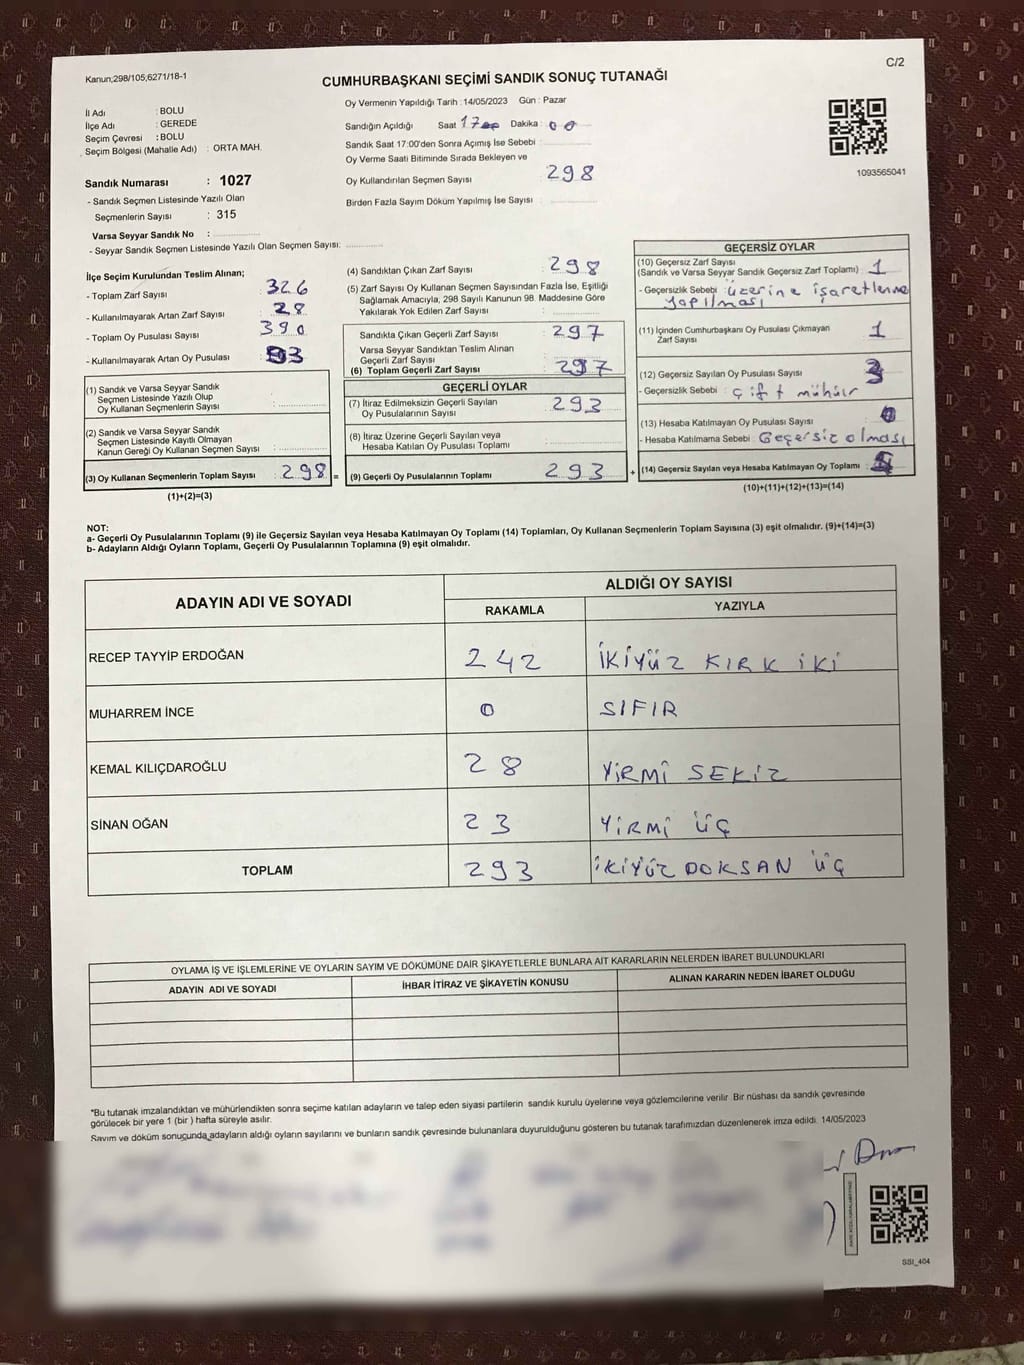 Kanun;298/105,6271/18-1
C/2
CUMHURBAŞKANI SEÇİMİ SANDIK SONUÇ TUTANAĞI
İl Adı : BOLU
İlçe Adı : GEREDE
Seçim Çevresi : BOLU
Seçim Bölgesi (Mahalle Adı) : ORTA MAH.
Sandık Numarası : 1027
- Sandık Seçmen Listesinde Yazılı Olan
Seçmenlerin Sayısı : 315
Varsa Seyyar Sandık No :
- Seyyar Sandık Seçmen Listesinde Yazılı Olan Seçmen Sayısı:
Oy Vermenin Yapıldığı Tarih : 14/05/2023 Gün : Pazar
Sandığın Açıldığı Saat 17 Dakika : 00
Sandık Saat 17:00'den Sonra Açımış İse Sebebi
Oy Verme Saati Bitiminde Sırada Bekleyen ve
Oy Kullandırılan Seçmen Sayısı 298
Birden Fazla Sayım Döküm Yapılmış İse Sayısı
1093565041
İlçe Seçim Kurulundan Teslim Alınan;
- Toplam Zarf Sayısı : 326
- Kullanılmayarak Artan Zarf Sayısı : 28
- Toplam Oy Pusulası Sayısı : 390
- Kullanılmayarak Artan Oy Pusulası : 93
(1) Sandık ve Varsa Seyyar Sandık
Seçmen Listesinde Yazılı Olup
Oy Kullanan Seçmenlerin Sayısı :
(2) Sandık ve Varsa Seyyar Sandık
Seçmen Listesinde Kayıtlı Olmayan
Kanun Gereği Oy Kullanan Seçmen Sayısı :
(3) Oy Kullanan Seçmenlerin Toplam Sayısı : 298 =
(1)+(2)=(3)
(4) Sandıktan Çıkan Zarf Sayısı : 298
(5) Zarf Sayısı Oy Kullanan Seçmen Sayısından Fazla İse, Eşitliği
Sağlamak Amacıyla, 298 Sayılı Kanunun 98. Maddesine Göre
Yakılarak Yok Edilen Zarf Sayısı :
Sandıkta Çıkan Geçerli Zarf Sayısı : 297
Varsa Seyyar Sandıktan Teslim Alınan
Geçerli Zarf Sayısı
(6) Toplam Geçerli Zarf Sayısı : 297
GEÇERLİ OYLAR
(7) İtiraz Edilmeksizin Geçerli Sayılan
Oy Pusulalarının Sayısı : 293
(8) İtiraz Üzerine Geçerli Sayılan veya
Hesaba Katılan Oy Pusulası Toplamı :
(9) Geçerli Oy Pusulalarının Toplamı : 293 +
GEÇERSİZ OYLAR
(10) Geçersiz Zarf Sayısı
(Sandık ve Varsa Seyyar Sandık Geçersiz Zarf Toplamı) : 1
- Geçersizlik Sebebi : üzerine işaretleme
yapılması
(11) İçinden Cumhurbaşkanı Oy Pusulası Çıkmayan
Zarf Sayısı 1
(12) Geçersiz Sayılan Oy Pusulası Sayısı : 3
- Geçersizlik Sebebi : çift mühür
(13) Hesaba Katılmayan Oy Pusulası Sayısı : 0
- Hesaba Katılmama Sebebi : Geçersiz olması
(14) Geçersiz Sayılan veya Hesaba Katılmayan Oy Toplamı : 5
(10)+(11)+(12)+(13)=(14)
NOT:
a- Geçerli Oy Pusulalarının Toplamı (9) ile Geçersiz Sayılan veya Hesaba Katılmayan Oy Toplamı (14) Toplamları, Oy Kullanan Seçmenlerin Toplam Sayısına (3) eşit olmalıdır. (9)+(14)=(3)
b- Adayların Aldığı Oyların Toplamı, Geçerli Oy Pusulalarının Toplamına (9) eşit olmalıdır.
ADAYIN ADI VE SOYADI
ALDIĞI OY SAYISI
RAKAMLA YAZIYLA
RECEP TAYYİP ERDOĞAN 242 İKİYÜZ KIRK İKİ
MUHARREM İNCE 0 SIFIR
KEMAL KILIÇDAROĞLU 28 YİRMİ SEKİZ
SİNAN OĞAN 23 YİRMİ ÜÇ
TOPLAM 293 İKİYÜZ DOKSAN ÜÇ
OYLAMA İŞ VE İŞLEMLERİNE VE OYLARIN SAYIM VE DÖKÜMÜNE DAİR ŞİKAYETLERLE BUNLARA AİT KARARLARIN NELERDEN İBARET BULUNDUKLARI
ADAYIN ADI VE SOYADI İHBAR İTİRAZ VE ŞİKAYETİN KONUSU ALINAN KARARIN NEDEN İBARET OLDUĞU
*Bu tutanak imzalandıktan ve mühürlendikten sonra seçime katılan adayların ve talep eden siyasi partilerin sandık kurulu üyelerine veya gözlemcilerine verilir. Bir nüshası da sandık çevresinde
görülecek bir yere 1 (bir ) hafta süreyle asılır.
Sayım ve döküm sonucunda adayların aldığı oyların sayılarını ve bunların sandık çevresinde bulunanlara duyurulduğunu gösteren bu tutanak tarafımızdan düzenlenerek imza edildi. 14/05/2023
SSI_404